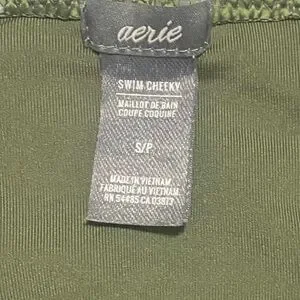 aerie
SWIM CHEEKY
MAILLOT DE BAIN
COUPE COQUINE
S/P
MADE IN VIETNAM
FABRIQUÉ AU VIETNAM
RN 54485 CA 03813